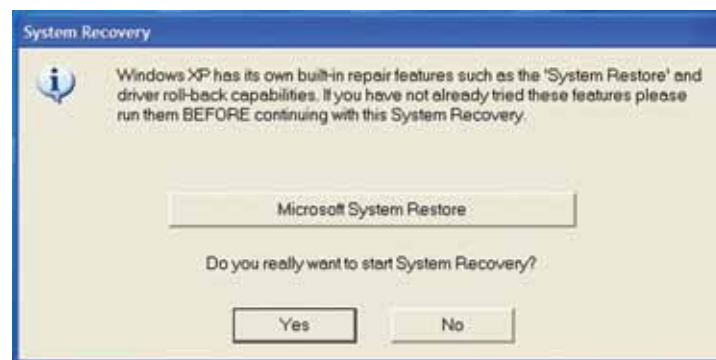 System Recovery
Windows XP has its own built-in repair features such as the 'System Restore' and
driver roll-back capabilities. If you have not already tried these features please
run them BEFORE continuing with this System Recovery.
Microsoft System Restore
Do you really want to start System Recovery?
Yes
No